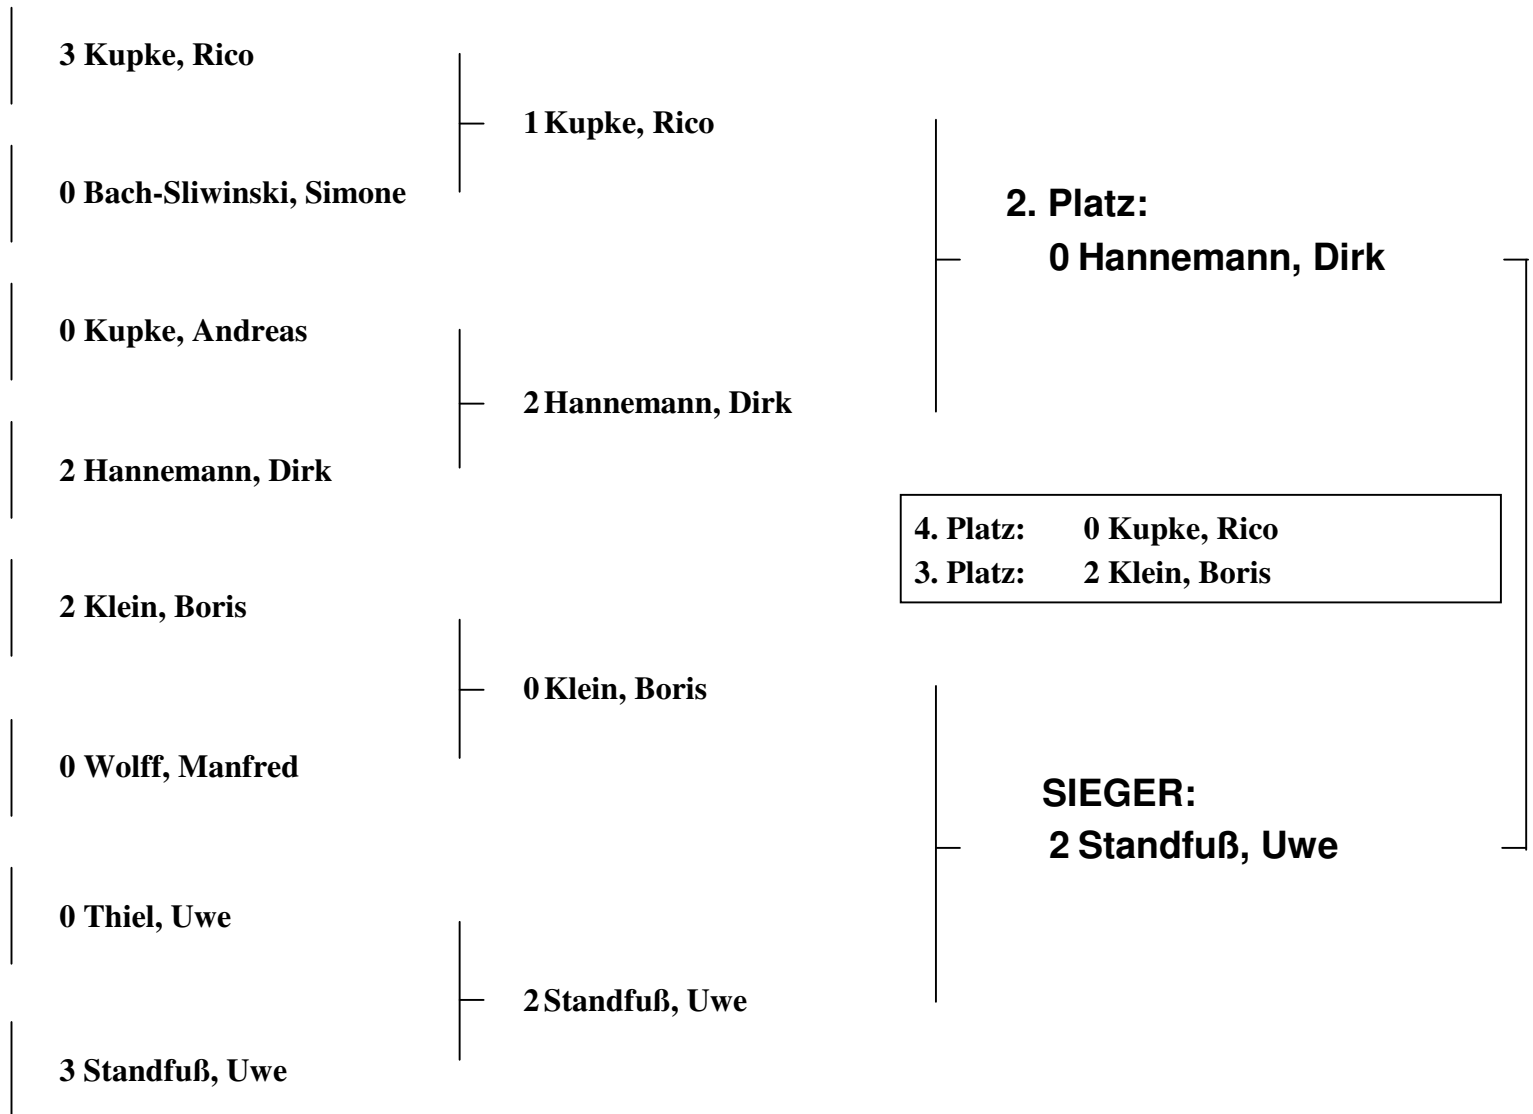 3 Kupke, Rico
0 Bach-Sliwinski, Simone
0 Kupke, Andreas
2 Hannemann, Dirk
2 Klein, Boris
0 Wolff, Manfred
0 Thiel, Uwe
3 Standfuß, Uwe
1 Kupke, Rico
2 Hannemann, Dirk
0 Klein, Boris
2 Standfuß, Uwe
2. Platz:
0 Hannemann, Dirk
4. Platz: 0 Kupke, Rico
3. Platz: 2 Klein, Boris
SIEGER:
2 Standfuß, Uwe